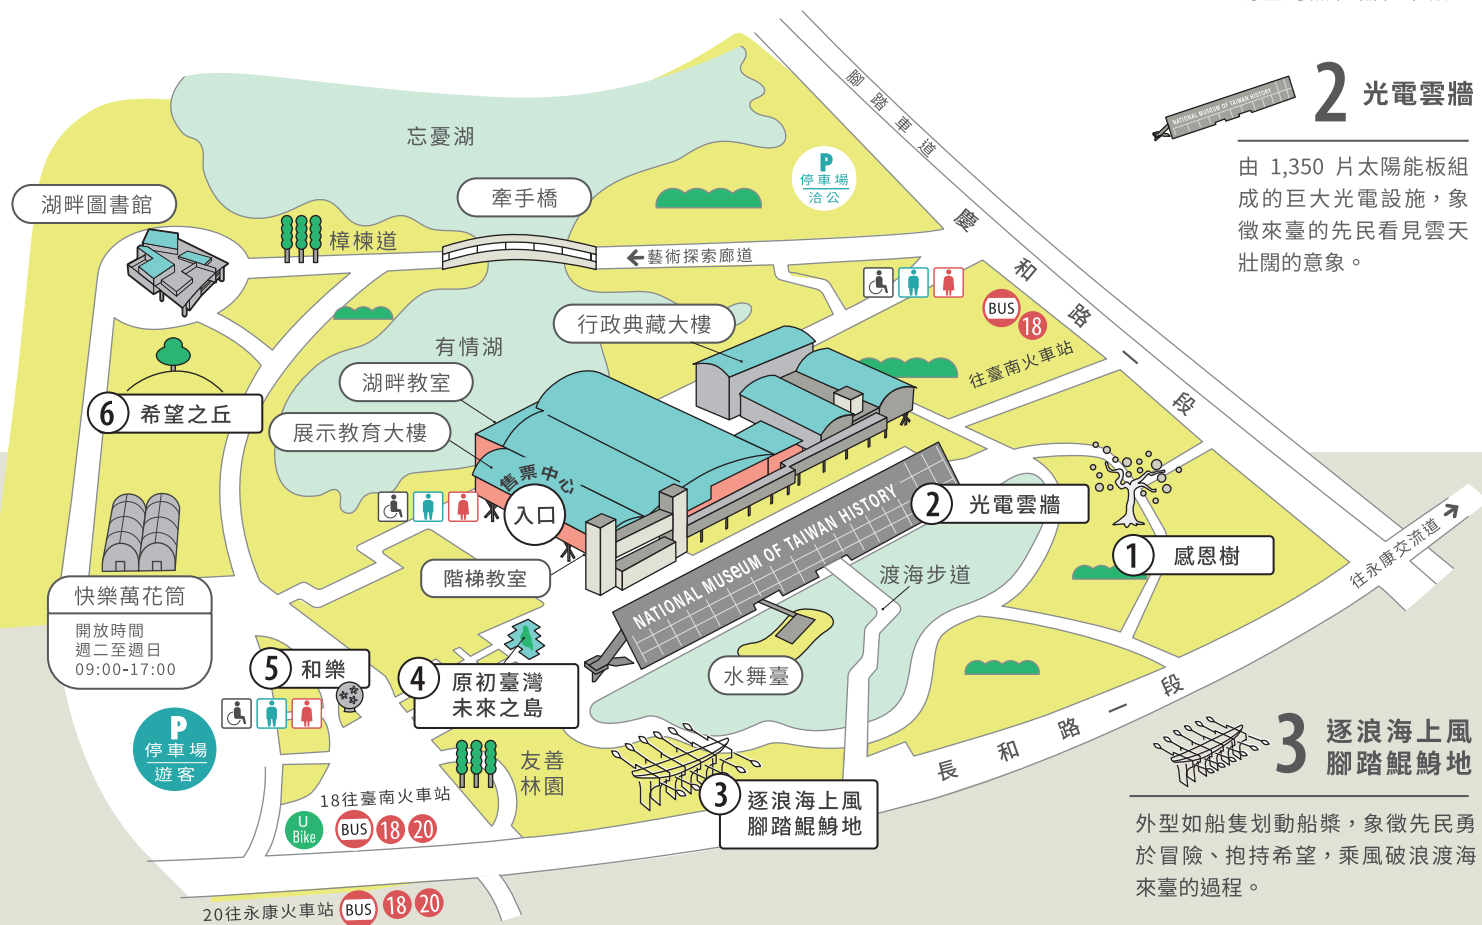 腳踏車道
2 光電雲牆
NATIONAL MUSEUM OF TAIWAN HISTORY
由 1,350 片太陽能板組
成的巨大光電設施，象
徵來臺的先民看見雲天
壯闊的意象。
忘憂湖
P
停車場
洽公
湖畔圖書館
牽手橋
樟楝道
←藝術探索廊道
慶和路一段
BUS
18
往臺南火車站
行政典藏大樓
有情湖
湖畔教室
展示教育大樓
6 希望之丘
售票中心
入口
NATIONAL MUSEUM OF TAIWAN HISTORY
2 光電雲牆
1 感恩樹
往永康交流道
階梯教室
渡海步道
快樂萬花筒
開放時間
週二至週日
09:00-17:00
5 和樂
4 原初臺灣
未來之島
水舞臺
P
停車場
遊客
友善
林園
長和路一段
3 逐浪海上風
腳踏鯤鯓地
18往臺南火車站
U
Bike
BUS 18 20
20往永康火車站 BUS 18 20
3 逐浪海上風
腳踏鯤鯓地
外型如船隻划動船槳，象徵先民勇
於冒險、抱持希望，乘風破浪渡海
來臺的過程。